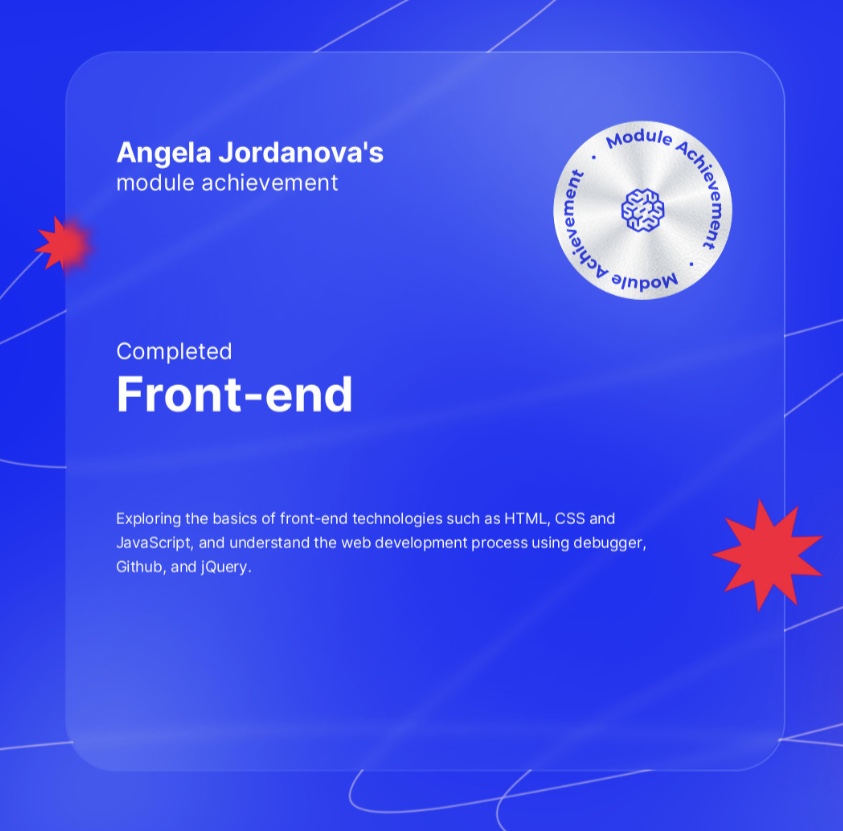 Angela Jordanova's
module achievement
Module Achievement · Module Achievement ·
Completed
Front-end
Exploring the basics of front-end technologies such as HTML, CSS and
JavaScript, and understand the web development process using debugger,
Github, and jQuery.